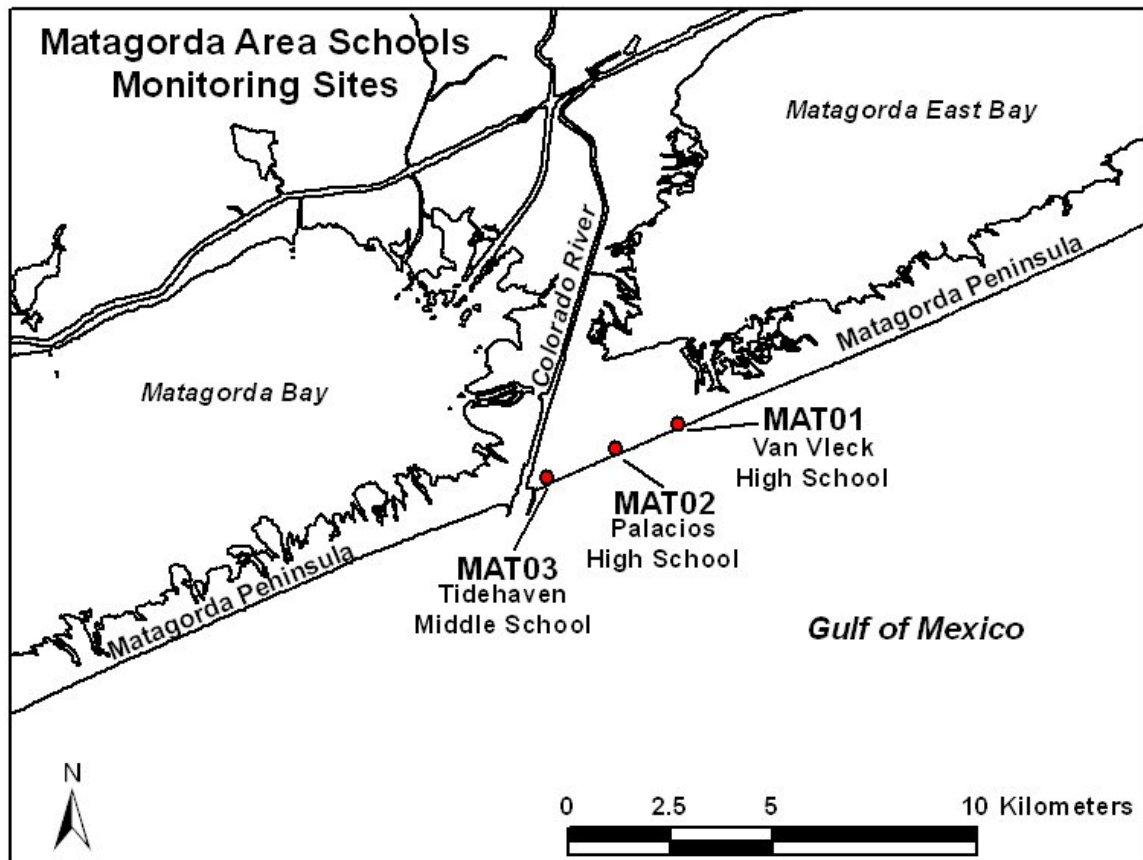 Matagorda Area Schools
Monitoring Sites
Matagorda East Bay
Colorado River
Matagorda Peninsula
Matagorda Bay
MAT01
Van Vleck
High School
MAT02
Palacios
High School
MAT03
Tidehaven
Middle School
Matagorda Peninsula
Gulf of Mexico
N
0 2.5 5 10 Kilometers